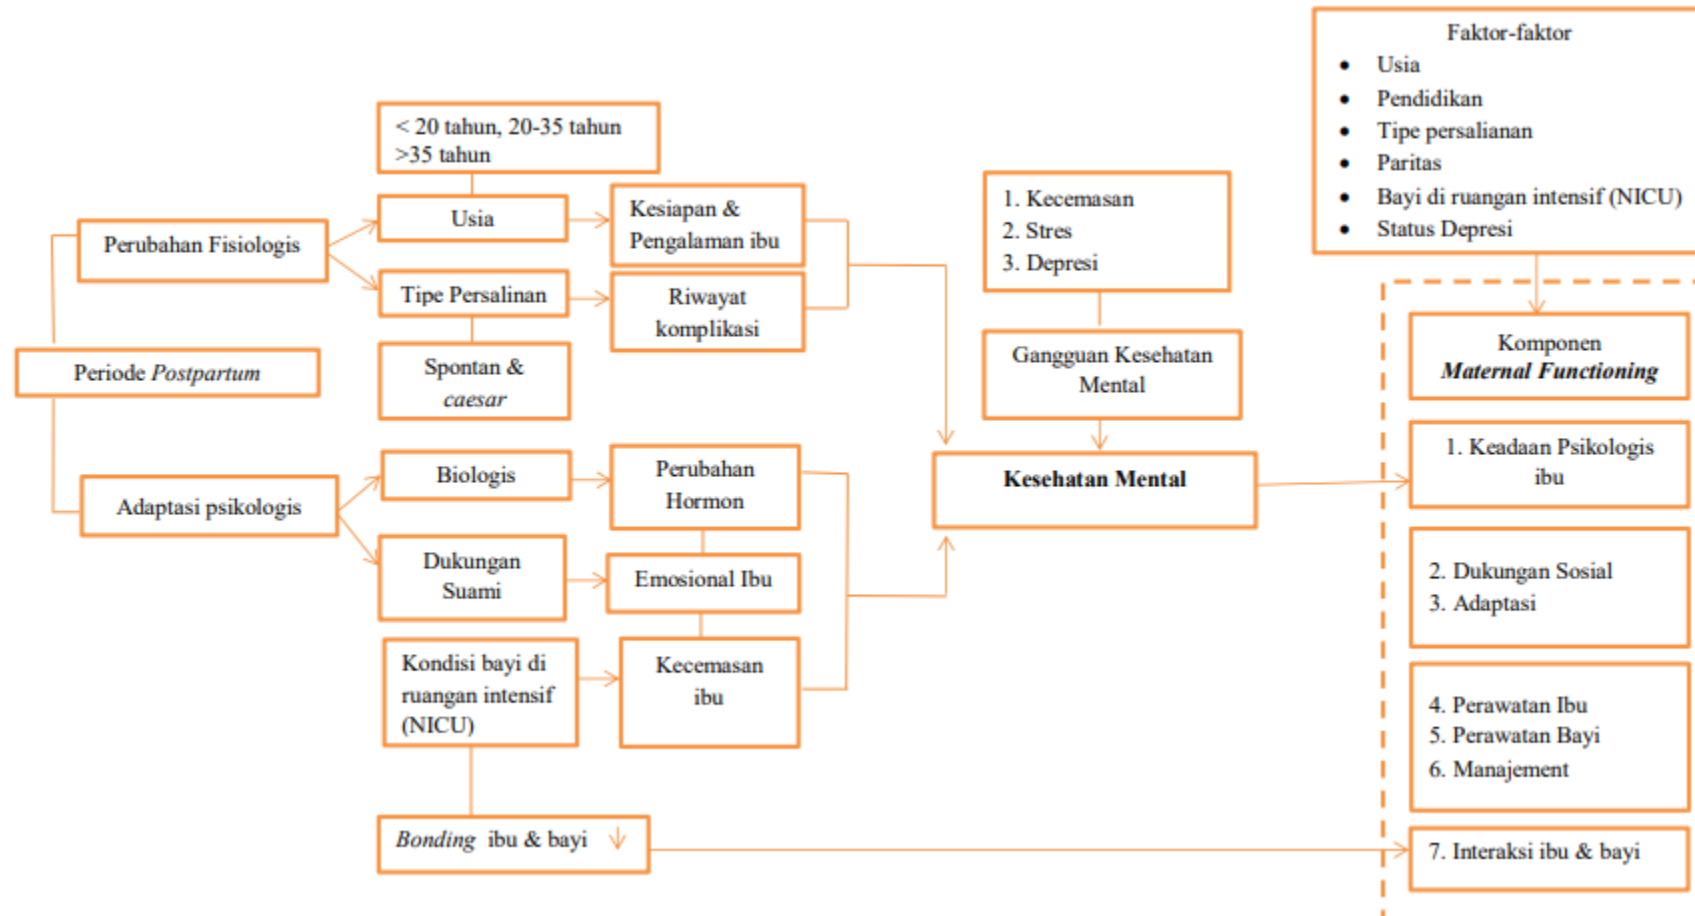 Faktor-faktor
• Usia
• Pendidikan
• Tipe persalianan
• Paritas
• Bayi di ruangan intensif (NICU)
• Status Depresi
< 20 tahun, 20-35 tahun
>35 tahun
Usia
Kesiapan &
Pengalaman ibu
Perubahan Fisiologis
Tipe Persalinan
Riwayat
komplikasi
Spontan &
caesar
Periode Postpartum
1. Kecemasan
2. Stres
3. Depresi
Gangguan Kesehatan
Mental
Kesehatan Mental
Adaptasi psikologis
Biologis
Perubahan
Hormon
Dukungan
Suami
Emosional Ibu
Kondisi bayi di
ruangan intensif
(NICU)
Kecemasan
ibu
Bonding ibu & bayi ↓
Komponen
Maternal Functioning
1. Keadaan Psikologis
ibu
2. Dukungan Sosial
3. Adaptasi
4. Perawatan Ibu
5. Perawatan Bayi
6. Manajement
7. Interaksi ibu & bayi